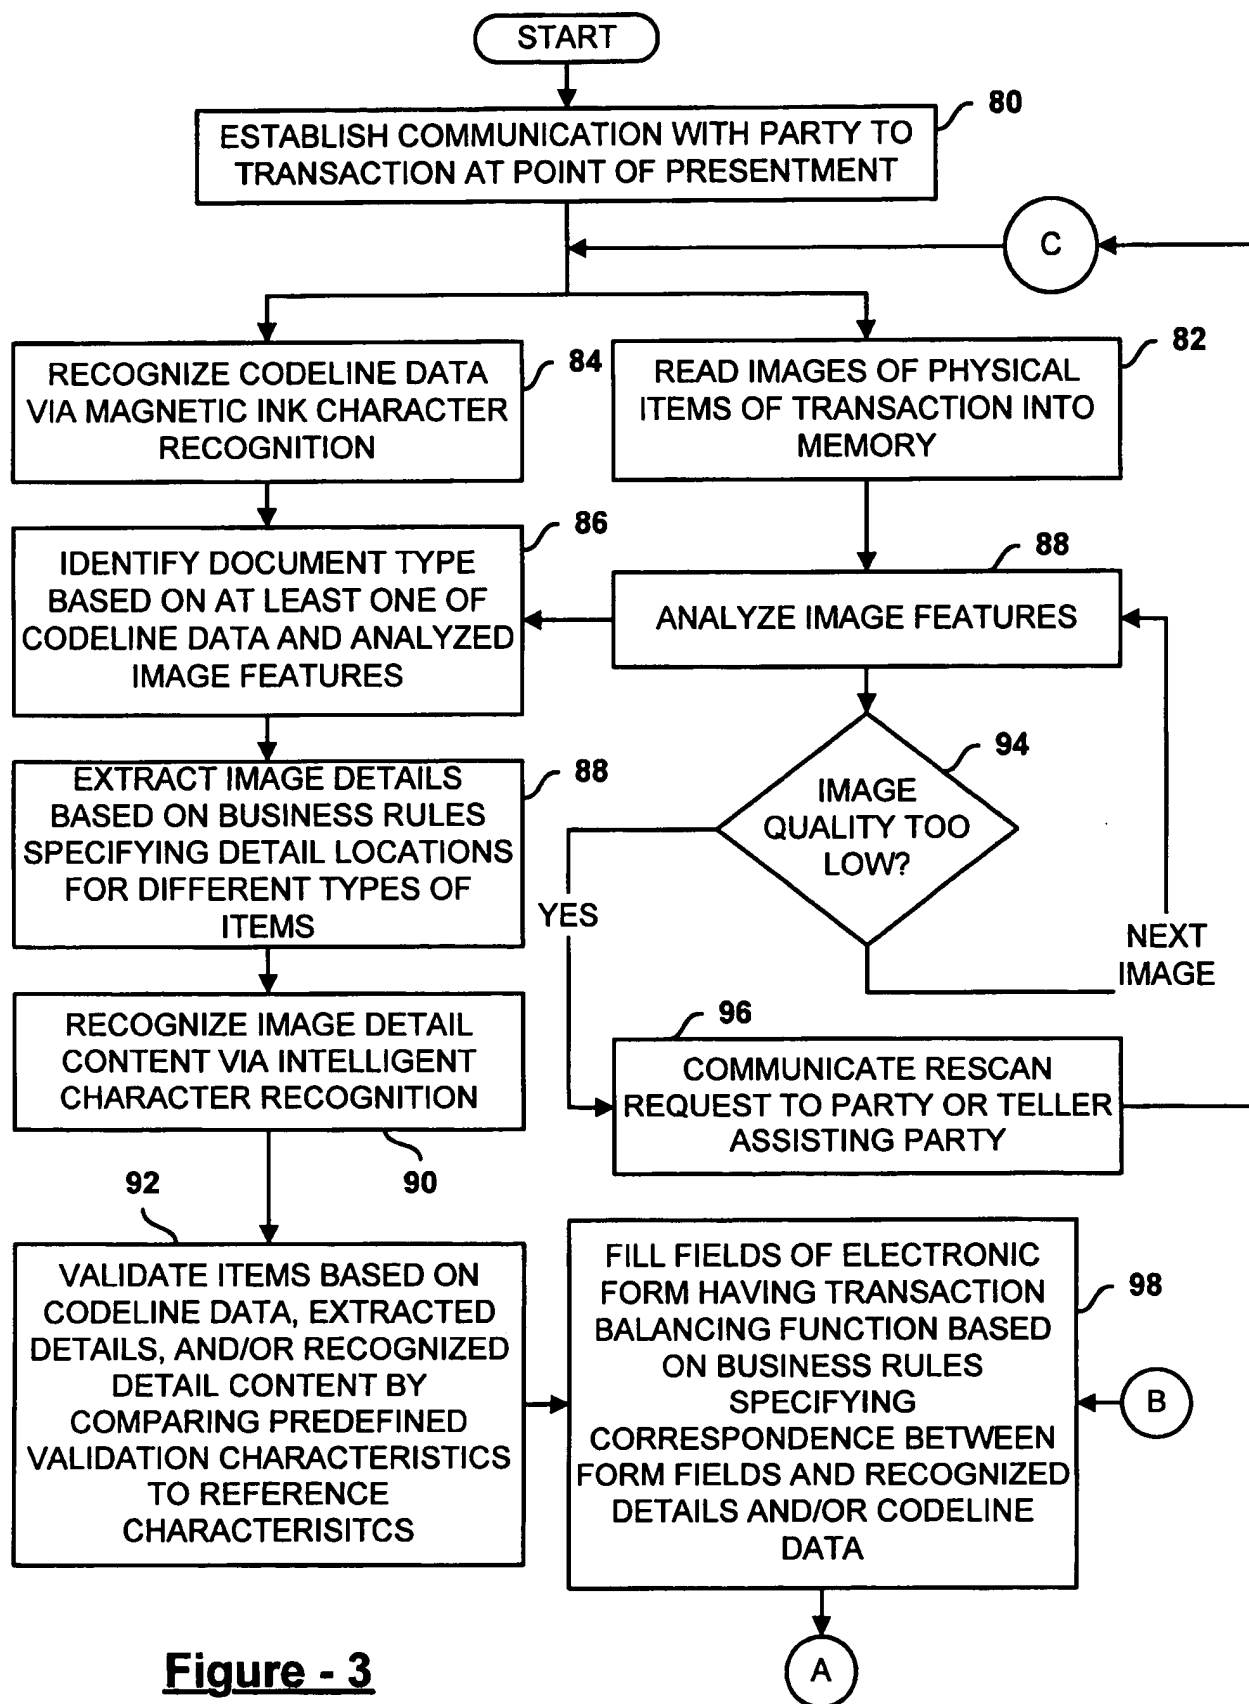 START
80
ESTABLISH COMMUNICATION WITH PARTY TO
TRANSACTION AT POINT OF PRESENTMENT
C
84
RECOGNIZE CODELINE DATA
VIA MAGNETIC INK CHARACTER
RECOGNITION
82
READ IMAGES OF PHYSICAL
ITEMS OF TRANSACTION INTO
MEMORY
86
IDENTIFY DOCUMENT TYPE
BASED ON AT LEAST ONE OF
CODELINE DATA AND ANALYZED
IMAGE FEATURES
88
ANALYZE IMAGE FEATURES
88
EXTRACT IMAGE DETAILS
BASED ON BUSINESS RULES
SPECIFYING DETAIL LOCATIONS
FOR DIFFERENT TYPES OF
ITEMS
94
IMAGE
QUALITY TOO
LOW?
YES
NEXT
IMAGE
RECOGNIZE IMAGE DETAIL
CONTENT VIA INTELLIGENT
CHARACTER RECOGNITION
90
96
COMMUNICATE RESCAN
REQUEST TO PARTY OR TELLER
ASSISTING PARTY
92
VALIDATE ITEMS BASED ON
CODELINE DATA, EXTRACTED
DETAILS, AND/OR RECOGNIZED
DETAIL CONTENT BY
COMPARING PREDEFINED
VALIDATION CHARACTERISTICS
TO REFERENCE
CHARACTERISITCS
98
FILL FIELDS OF ELECTRONIC
FORM HAVING TRANSACTION
BALANCING FUNCTION BASED
ON BUSINESS RULES
SPECIFYING
CORRESPONDENCE BETWEEN
FORM FIELDS AND RECOGNIZED
DETAILS AND/OR CODELINE
DATA
B
A
Figure - 3